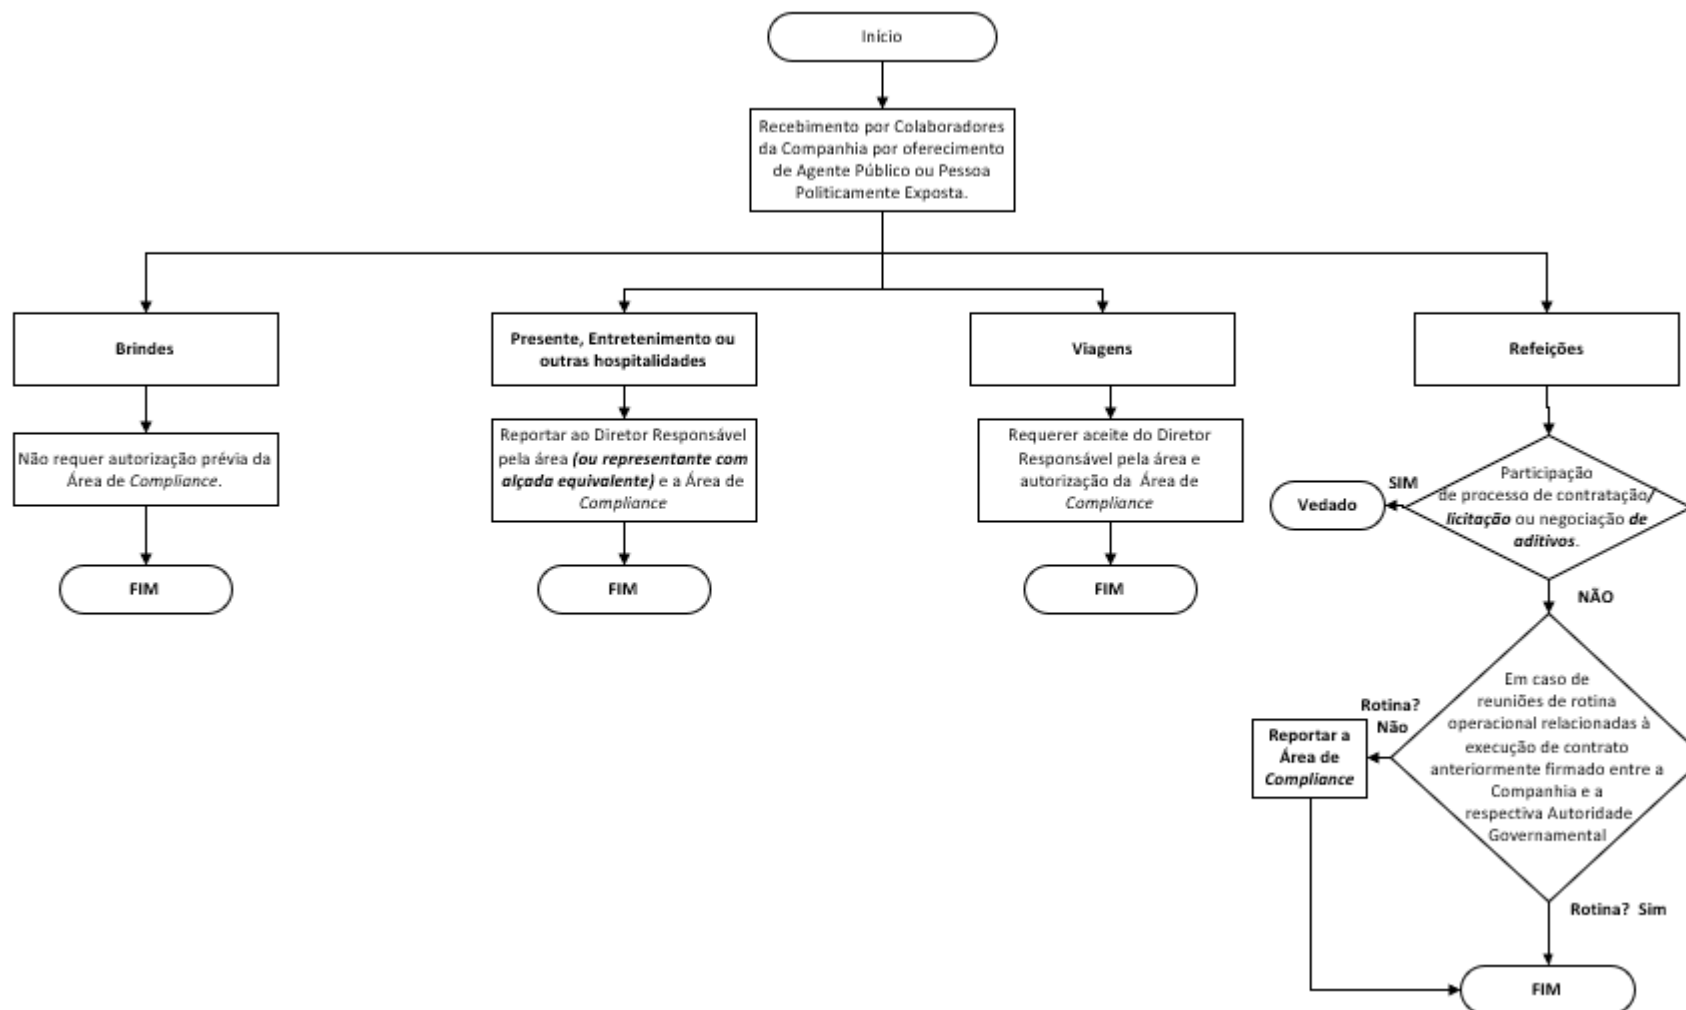 Início
Recebimento por Colaboradores
da Companhia por oferecimento
de Agente Público ou Pessoa
Politicamente Exposta.
Brindes
Não requer autorização prévia da
Área de Compliance.
FIM
Presente, Entretenimento ou
outras hospitalidades
Reportar ao Diretor Responsável
pela área (ou representante com
alçada equivalente) e a Área de
Compliance
FIM
Viagens
Requerer aceite do Diretor
Responsável pela área e
autorização da Área de
Compliance
FIM
Refeições
Participação
de processo de contratação/
licitação ou negociação de
aditivos.
SIM
Vedado
NÃO
Em caso de
reuniões de rotina
operacional relacionadas à
execução de contrato
anteriormente firmado entre a
Companhia e a
respectiva Autoridade
Governamental
Rotina?
Não
Reportar a
Área de
Compliance
Rotina? Sim
FIM